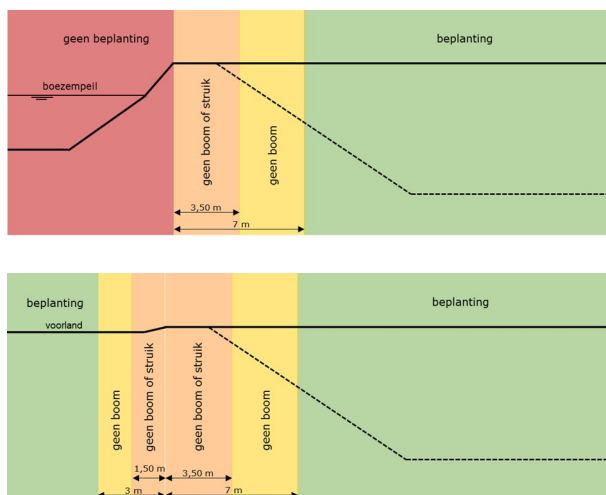 geen beplanting
beplanting
boezempeil
geen boom of struik
geen boom
3,50 m
7 m
beplanting
beplanting
voorland
geen boom
geen boom of struik
geen boom of struik
geen boom
1,50 m
3,50 m
3 m
7 m